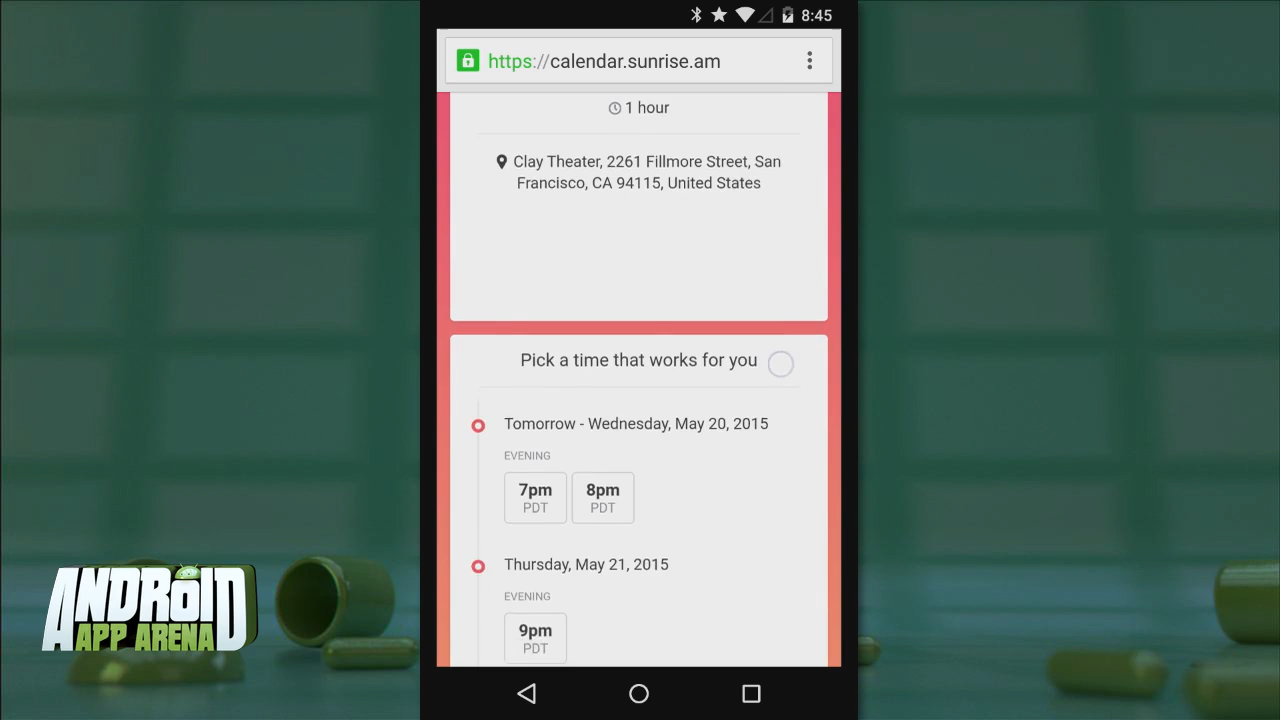 8:45
https://calendar.sunrise.am
1 hour
Clay Theater, 2261 Fillmore Street, San
Francisco, CA 94115, United States
Pick a time that works for you
Tomorrow - Wednesday, May 20, 2015
EVENING
7pm 8pm
PDT PDT
Thursday, May 21, 2015
EVENING
9pm
PDT
ANDROID
APP ARENA